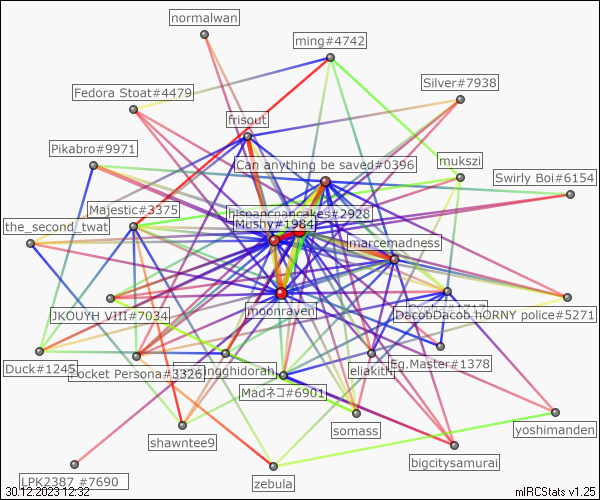 normalwan
ming#4742
Silver#7938
Fedora Stoat#4479
frisout
Pikabro#9971
mukszi
Can anything be saved#0396
Swirly Boi#6154
Majestic#3375
hispancpancakes#2928
the_second_twat
Mushy#1984
marcemadness
moonraven
JKOUYH VIII#7034
DacobDacob HORNY police#5271
Duck#1245
Pocket Persona#3326
eliakith
Eg.Master#1378
Madネコ#6901
somass
yoshimanden
shawntee9
bigcitysamurai
LPK2387 #7690
zebula
30.12.2023 12:32
mIRCStats v1.25